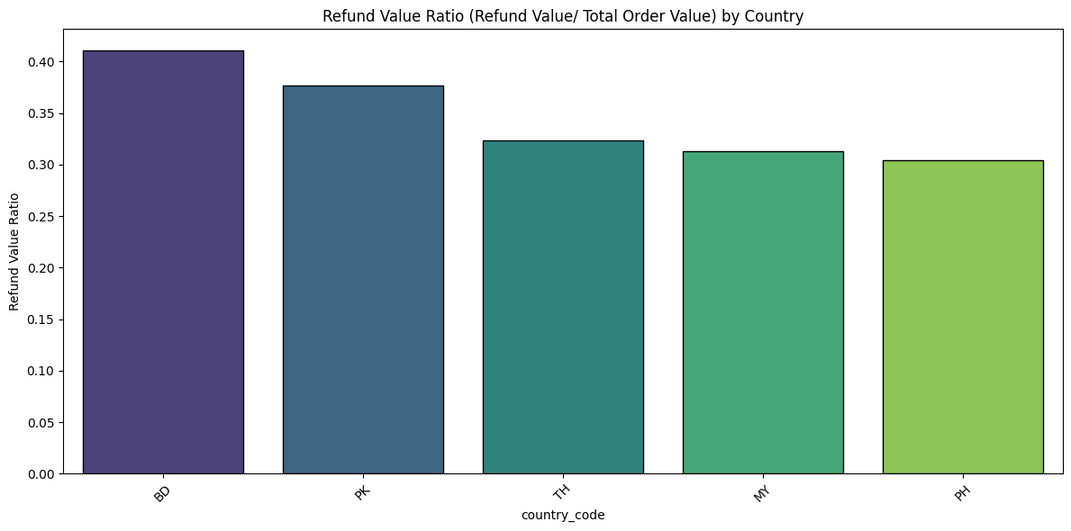 Refund Value Ratio (Refund Value/ Total Order Value) by Country
Refund Value Ratio
0.40
0.35
0.30
0.25
0.20
0.15
0.10
0.05
0.00
BD
PK
TH
MY
PH
country_code